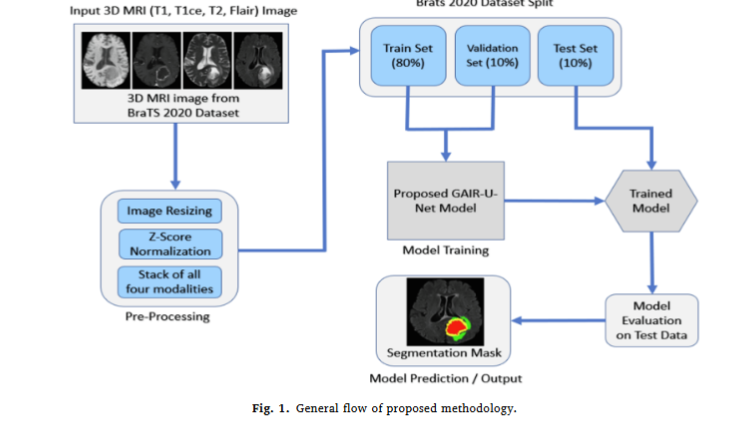 Input 3D MRI (T1, T1ce, T2, Flair) Image
3D MRI image from
BraTS 2020 Dataset
Image Resizing
Z-Score
Normalization
Stack of all
four modalities
Pre-Processing
Brats 2020 Dataset Split
Train Set
(80%)
Validation
Set (10%)
Test Set
(10%)
Proposed GAIR-U-
Net Model
Model Training
Trained
Model
Model
Evaluation
on Test Data
Segmentation Mask
Model Prediction / Output
Fig. 1. General flow of proposed methodology.